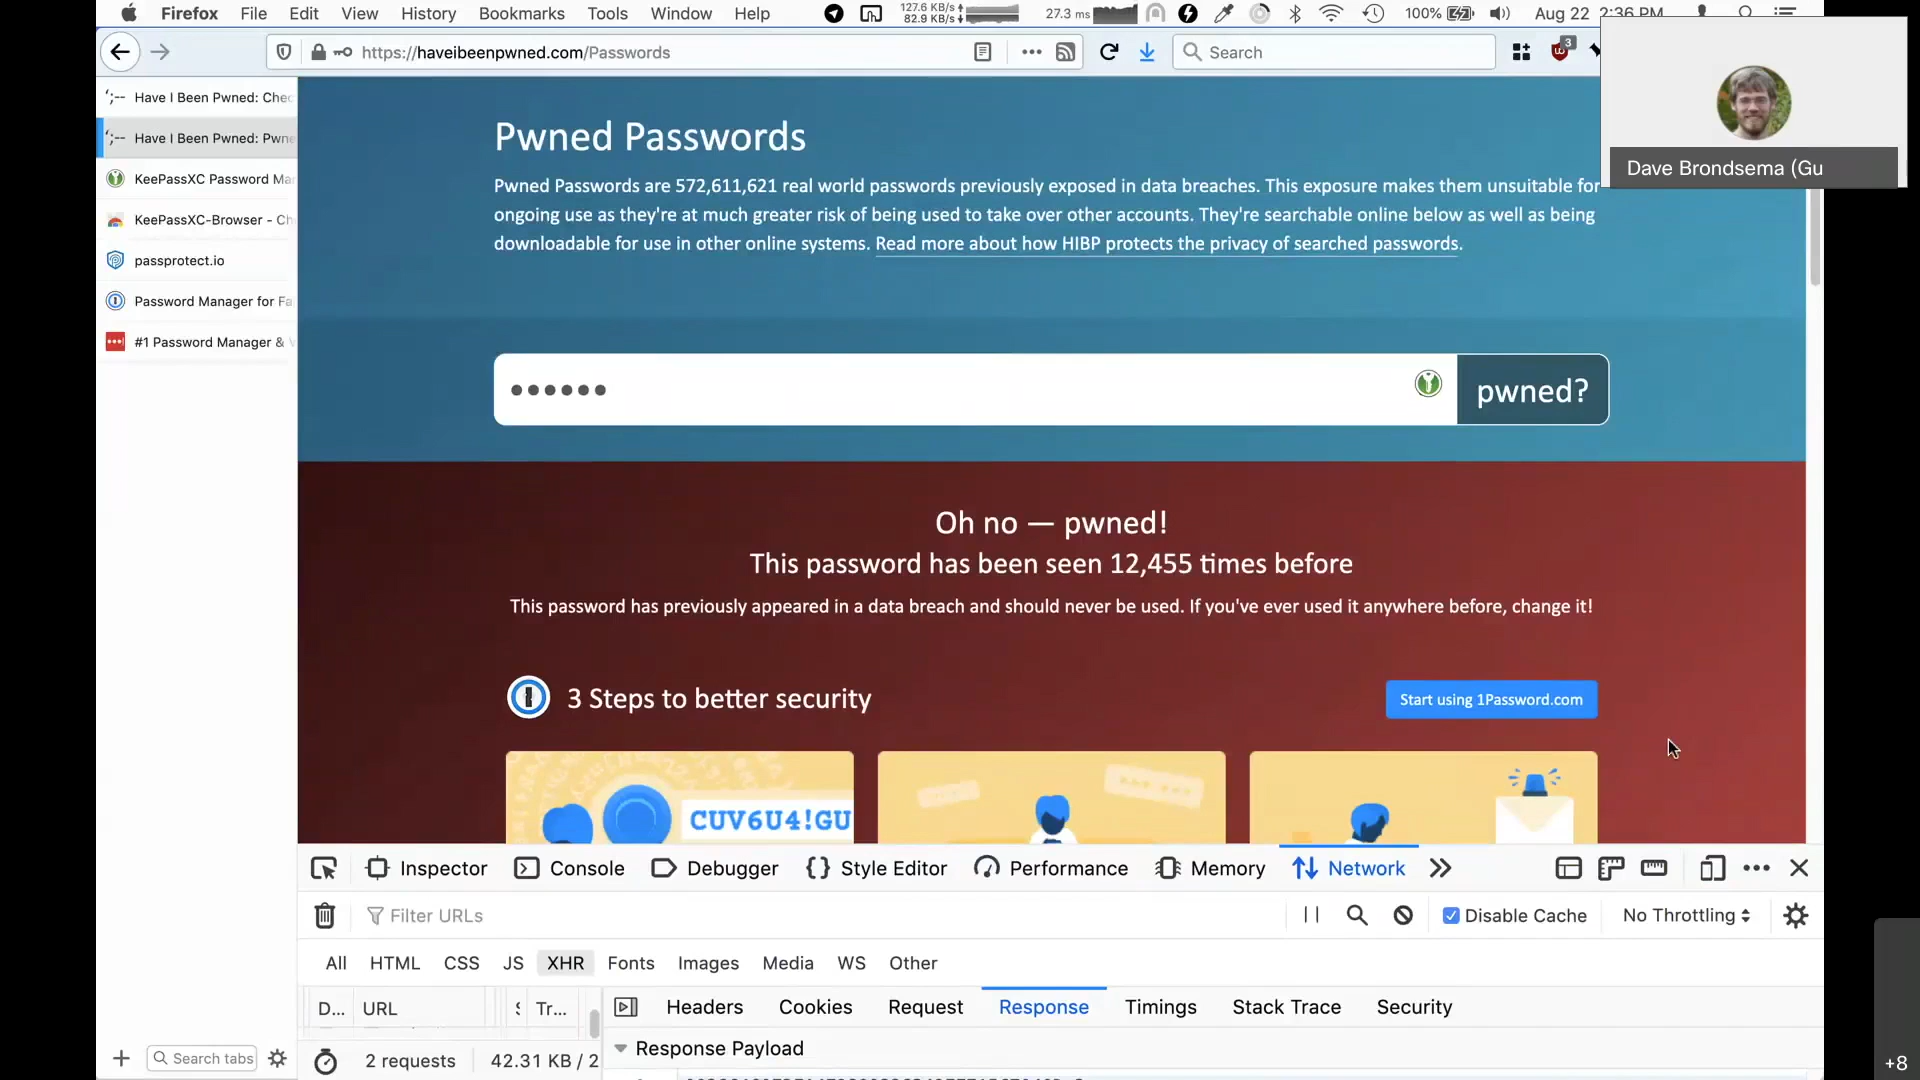 Firefox File Edit View History Bookmarks Tools Window Help 127.6 KB/s 82.9 KB/s 27.3 ms 100% Aug 22 2:36 PM
https://haveibeenpwned.com/Passwords
Search
3
Have I Been Pwned: Chec
Have I Been Pwned: Pwne
KeePassXC Password Ma
KeePassXC-Browser - Ch
passprotect.io
Password Manager for Fa
#1 Password Manager & V
Dave Brondsema (Gu
Pwned Passwords
Pwned Passwords are 572,611,621 real world passwords previously exposed in data breaches. This exposure makes them unsuitable for
ongoing use as they're at much greater risk of being used to take over other accounts. They're searchable online below as well as being
downloadable for use in other online systems. Read more about how HIBP protects the privacy of searched passwords.
pwned?
Oh no — pwned!
This password has been seen 12,455 times before
This password has previously appeared in a data breach and should never be used. If you've ever used it anywhere before, change it!
3 Steps to better security
Start using 1Password.com
CUV6U4!GU
Inspector Console Debugger Style Editor Performance Memory Network
Filter URLs
Disable Cache
No Throttling
All HTML CSS JS XHR Fonts Images Media WS Other
D... URL Tr...
Headers Cookies Request Response Timings Stack Trace Security
Response Payload
Search tabs
2 requests 42.31 KB / 2
+8